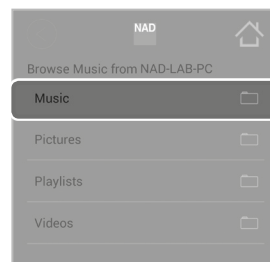 NAD
Browse Music from NAD-LAB-PC
Music
Pictures
Playlists
Videos